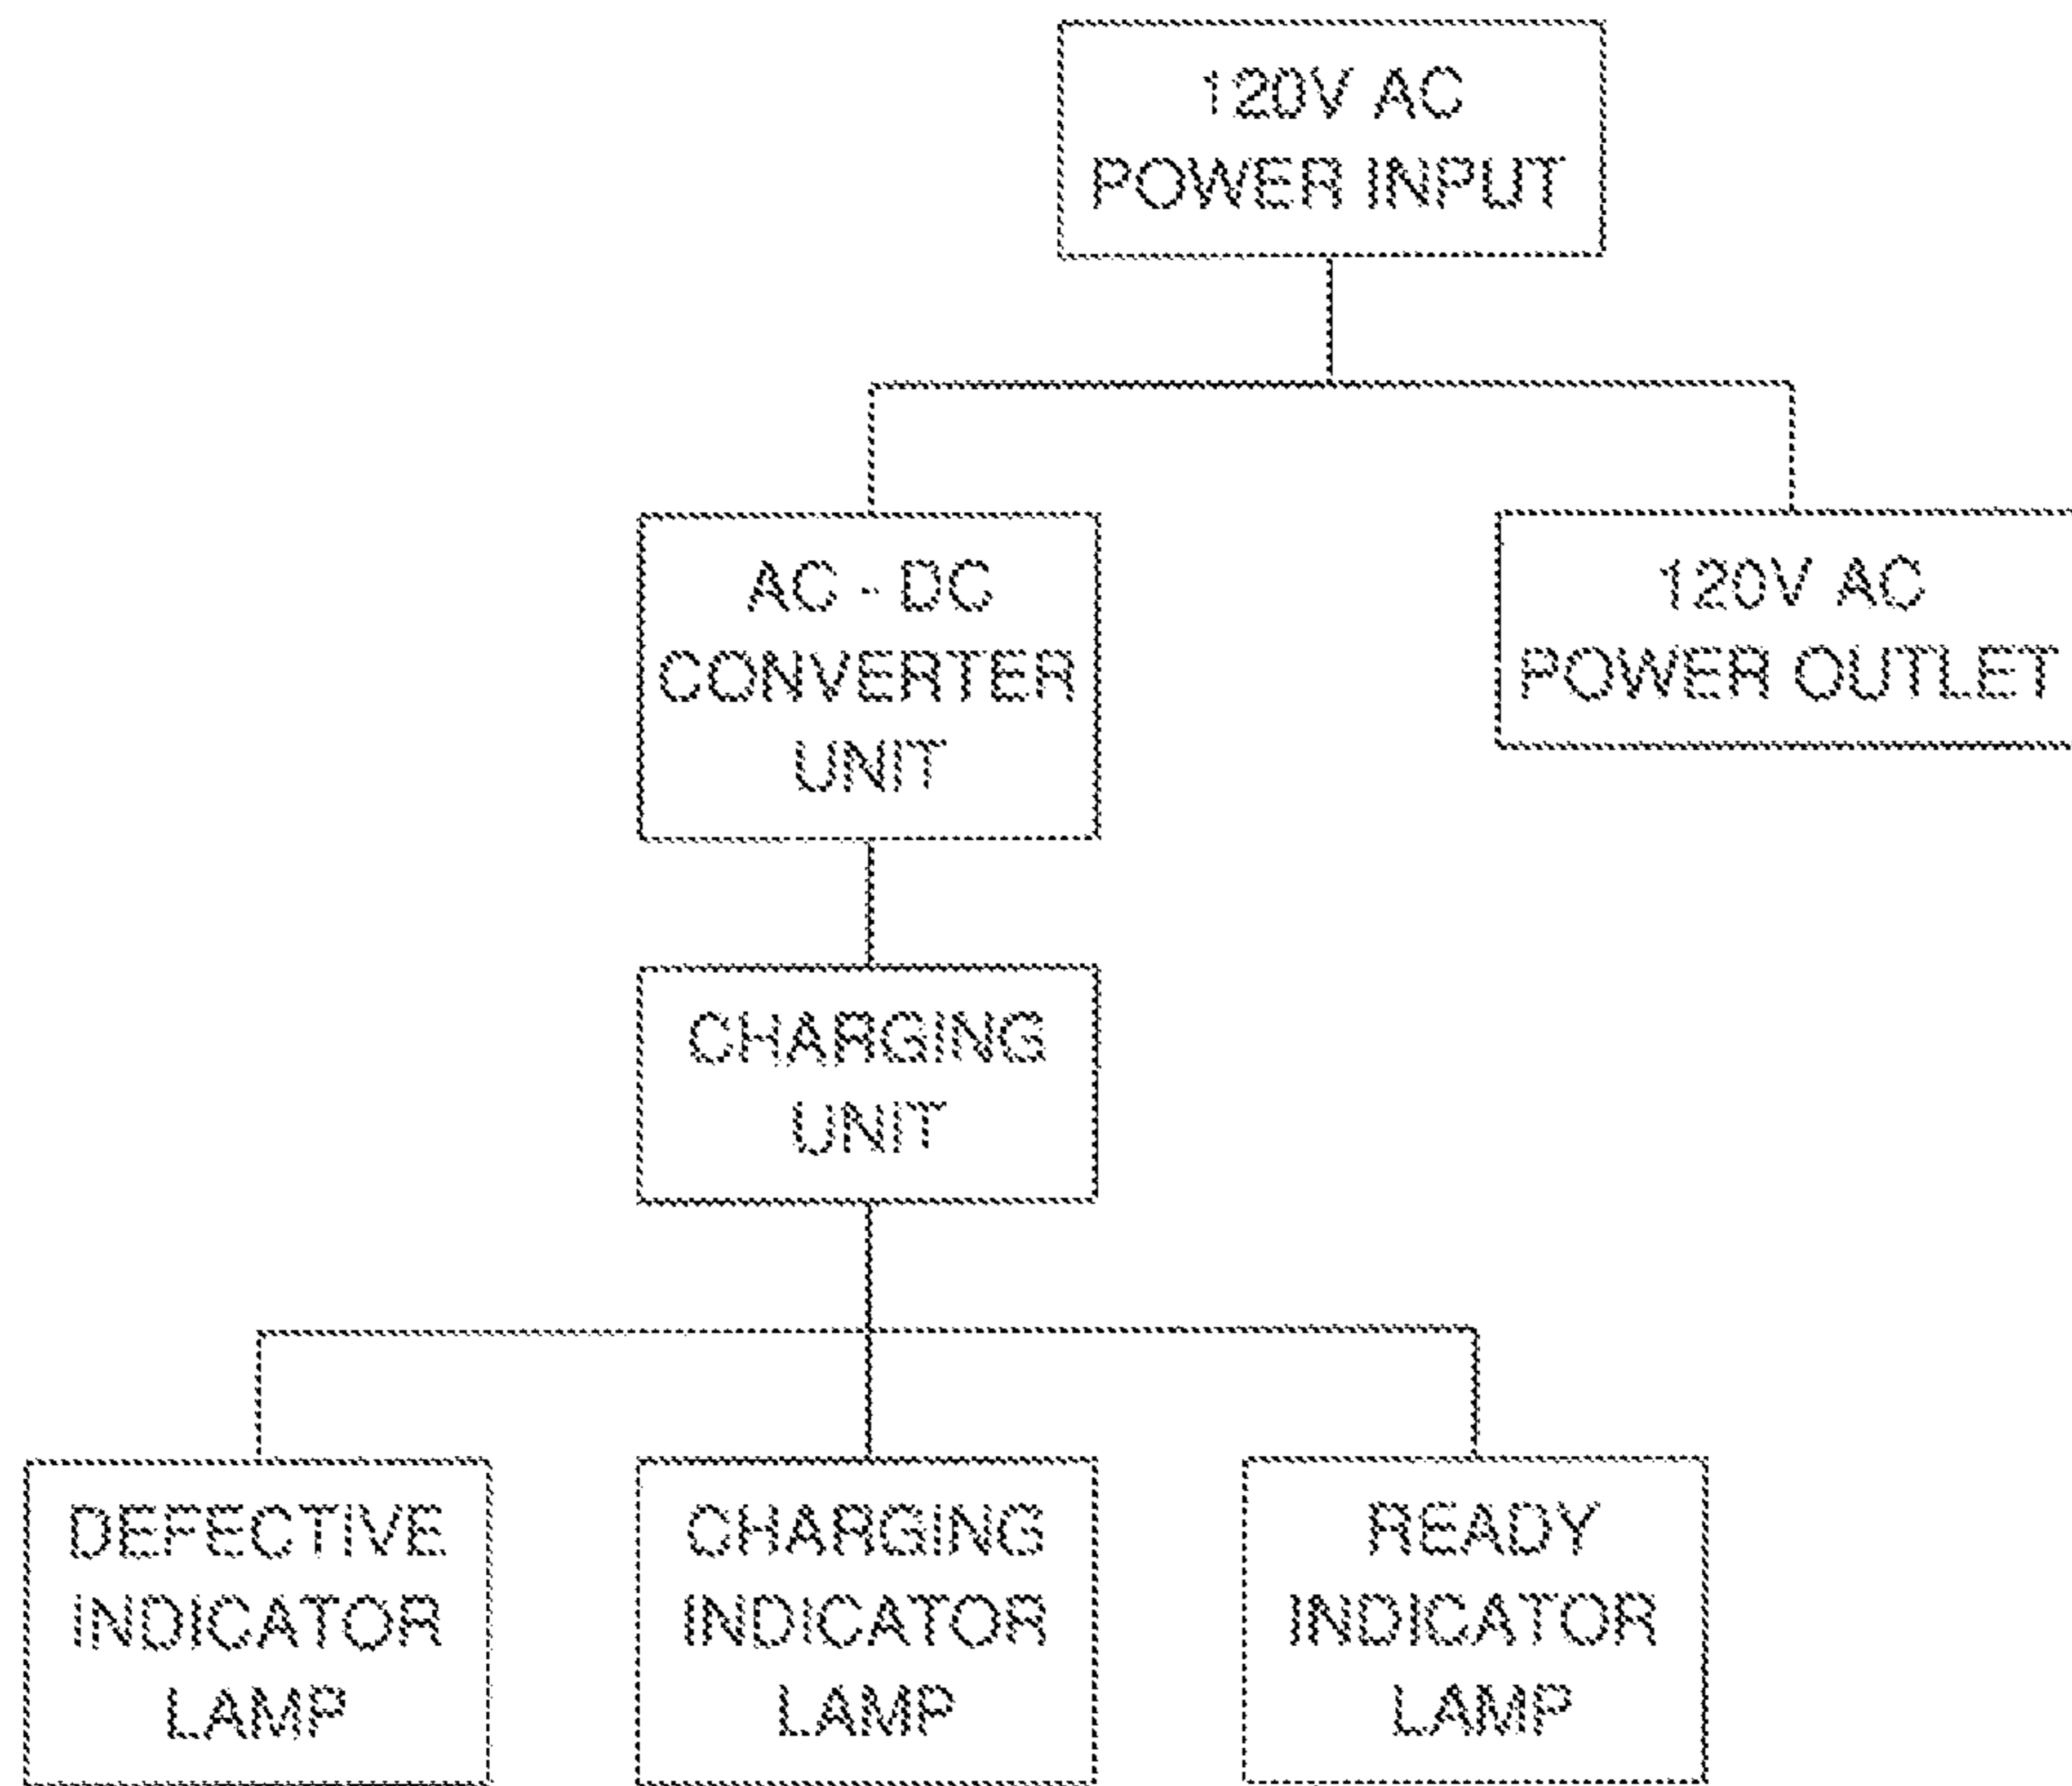 120V AC
POWER INPUT
AC - DC
CONVERTER
UNIT
120V AC
POWER OUTLET
CHARGING
UNIT
DEFECTIVE
INDICATOR
LAMP
CHARGING
INDICATOR
LAMP
READY
INDICATOR
LAMP